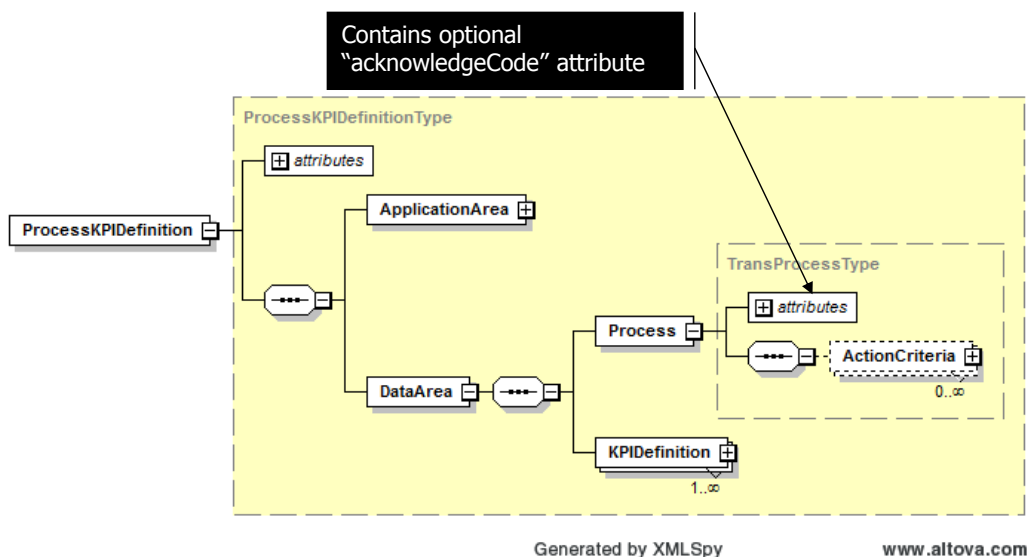 Contains optional
“acknowledgeCode” attribute
ProcessKPIDefinitionType
attributes
ApplicationArea
ProcessKPIDefinition
TransProcessType
attributes
Process
ActionCriteria
0..∞
DataArea
KPIDefinition
1..∞
Generated by XMLSpy
www.altova.com